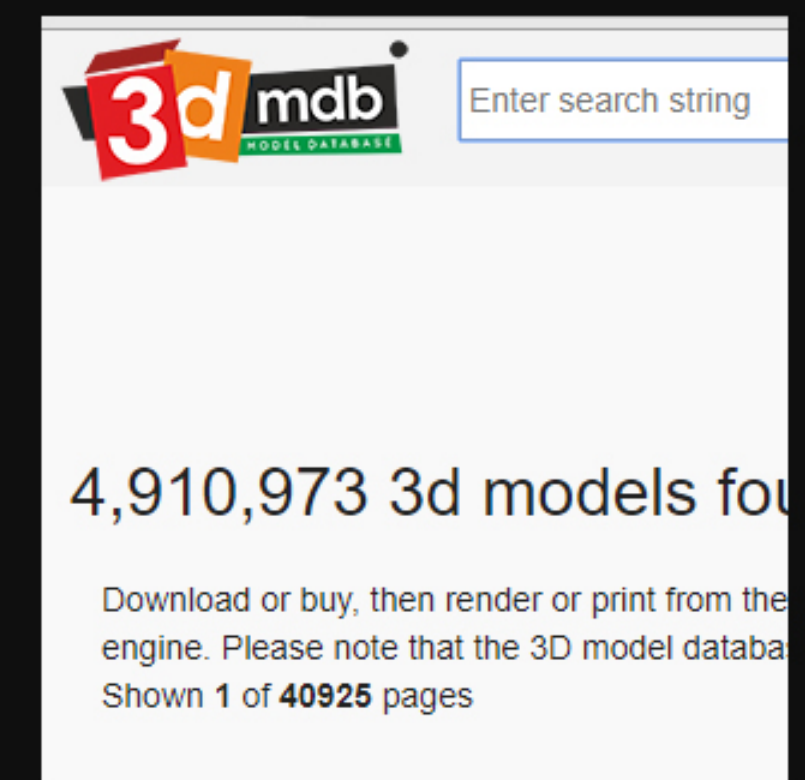 3d mdb
MODEL DATABASE
Enter search string
4,910,973 3d models fou
Download or buy, then render or print from the
engine. Please note that the 3D model databa
Shown 1 of 40925 pages